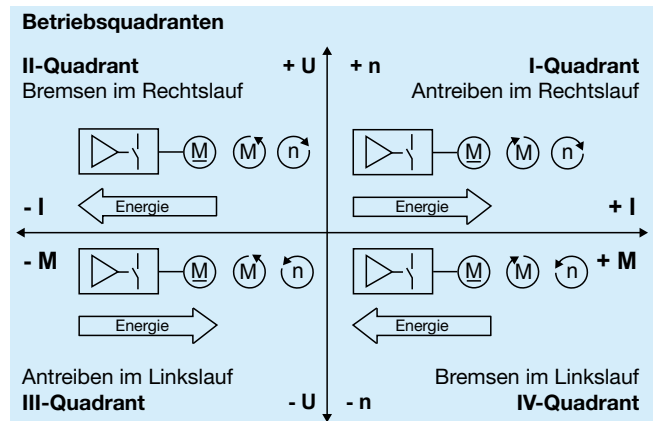 Betriebsquadranten
II-Quadrant + U + n I-Quadrant
Bremsen im Rechtslauf Antreiben im Rechtslauf
M M n M M n
- I Energie Energie + I
- M M M n M M n + M
Energie Energie
Antreiben im Linkslauf Bremsen im Linkslauf
III-Quadrant - U - n IV-Quadrant